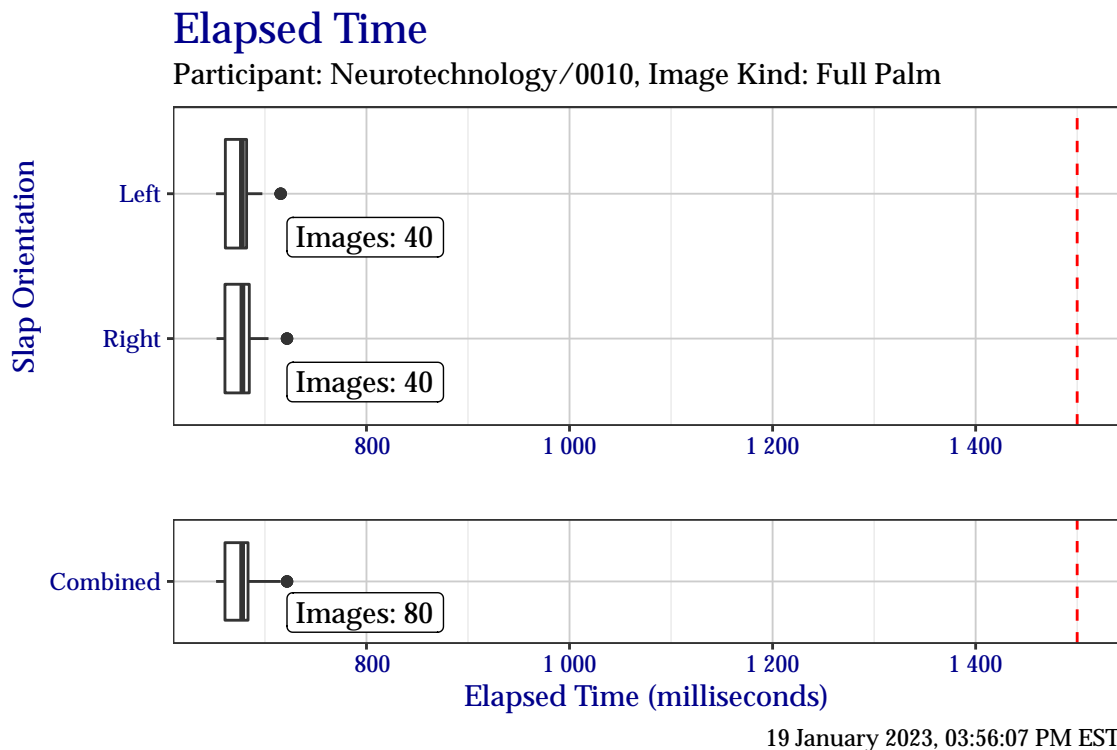 Elapsed Time
Participant: Neurotechnology/0010, Image Kind: Full Palm
Slap Orientation
Left
Images: 40
Right
Images: 40
800 1 000 1 200 1 400
Combined
Images: 80
800 1 000 1 200 1 400
Elapsed Time (milliseconds)
19 January 2023, 03:56:07 PM EST